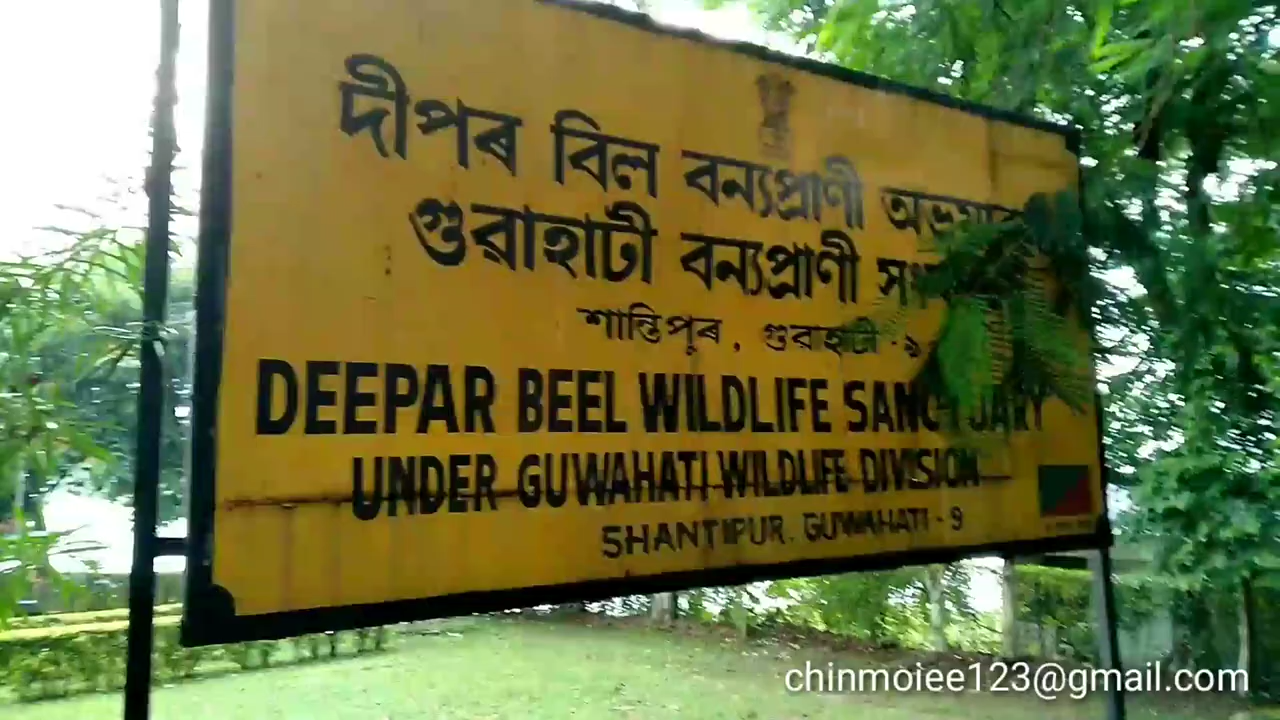 দীপৰ বিল বন্যপ্ৰাণী
গুৱাহাটী বন্যপ্ৰাণী
শান্তিপুৰ, গুৱাহাটী -৯
DEEPAR BEEL WILDLIFE SANCTUARY
UNDER GUWAHATI WILDLIFE DIVISION
SHANTIPUR. GUWAHATI - 9
chinmoiee123@gmail.com